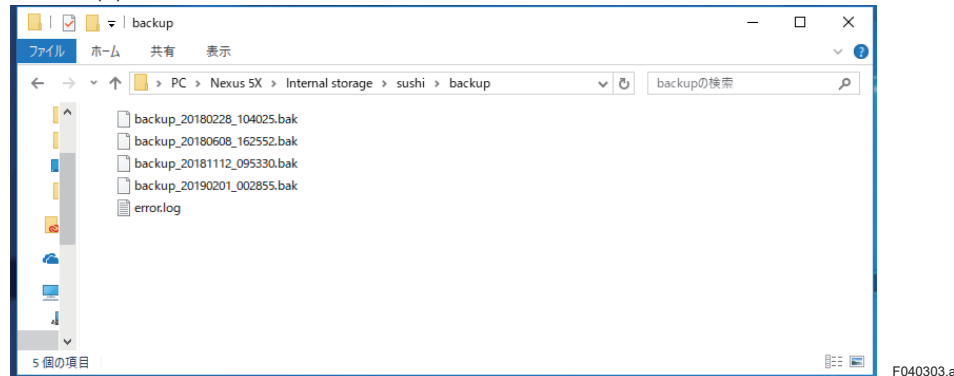 backup
ファイル ホーム 共有 表示
PC > Nexus 5X > Internal storage > sushi > backup backupの検索
backup_20180228_104025.bak
backup_20180608_162552.bak
backup_20181112_095330.bak
backup_20190201_002855.bak
error.log
5 個の項目
F040303.a